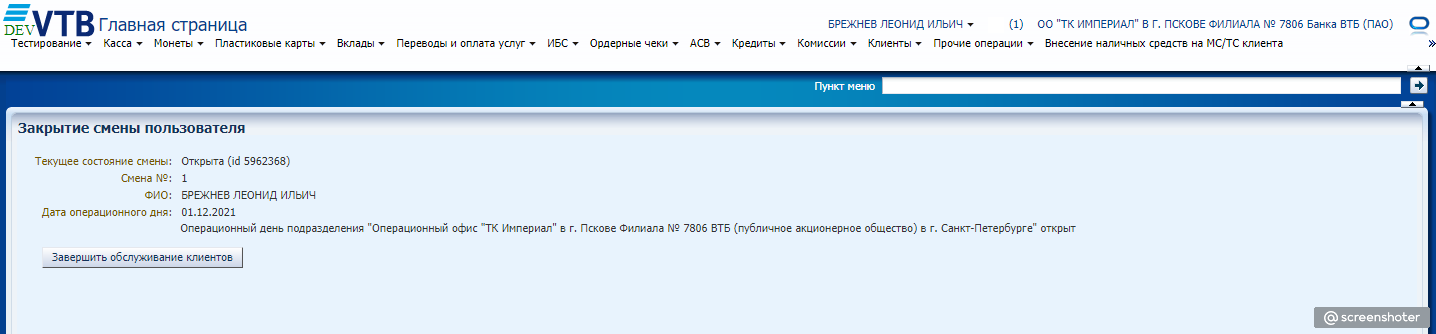 DEV VTB Главная страница
БРЕЖНЕВ ЛЕОНИД ИЛЬИЧ (1) ОО "ТК ИМПЕРИАЛ" В Г. ПСКОВЕ ФИЛИАЛА № 7806 Банка ВТБ (ПАО)
Тестирование Касса Монеты Пластиковые карты Вклады Переводы и оплата услуг ИБС Ордерные чеки АСВ Кредиты Комиссии Клиенты Прочие операции Внесение наличных средств на МС/ТС клиента »
Пункт меню
Закрытие смены пользователя
Текущее состояние смены: Открыта (id 5962368)
Смена №: 1
ФИО: БРЕЖНЕВ ЛЕОНИД ИЛЬИЧ
Дата операционного дня: 01.12.2021
Операционный день подразделения "Операционный офис "ТК Империал" в г. Пскове Филиала № 7806 ВТБ (публичное акционерное общество) в г. Санкт-Петербурге" открыт
Завершить обслуживание клиентов
@ screenshoter